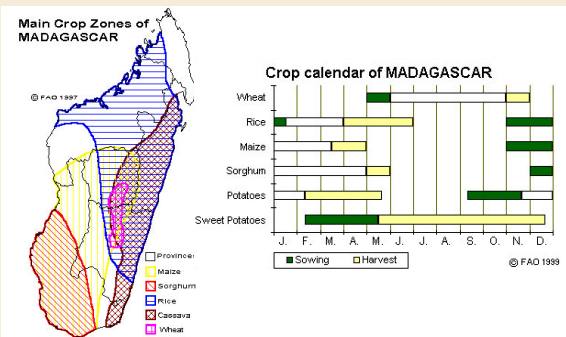 Main Crop Zones of
MADAGASCAR
© FAO 1997
Province:
Maize
Sorghum
Rice
Cassava
Wheat
Crop calendar of MADAGASCAR
Wheat
Rice
Maize
Sorghum
Potatoes
Sweet Potatoes
J. F. M. A. M. J. J. A. S. O. N. D.
Sowing Harvest
© FAO 1999